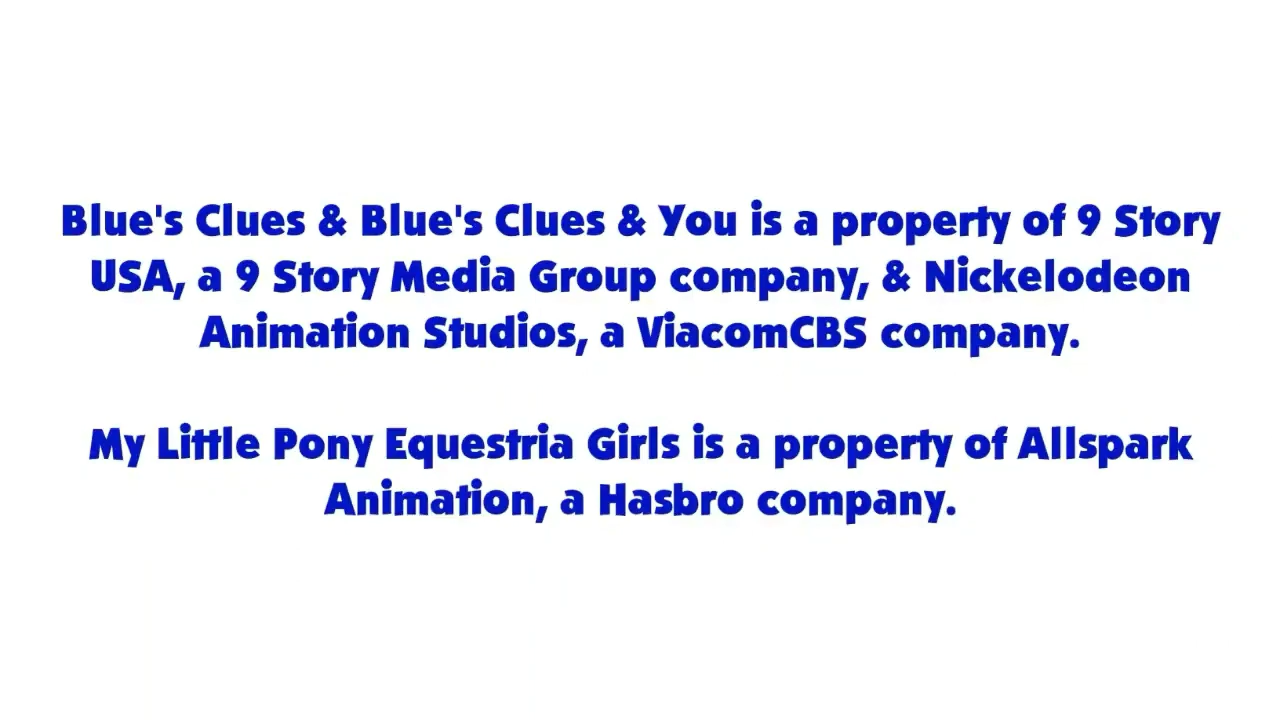 Blue's Clues & Blue's Clues & You is a property of 9 Story
USA, a 9 Story Media Group company, & Nickelodeon
Animation Studios, a ViacomCBS company.
My Little Pony Equestria Girls is a property of Allspark
Animation, a Hasbro company.